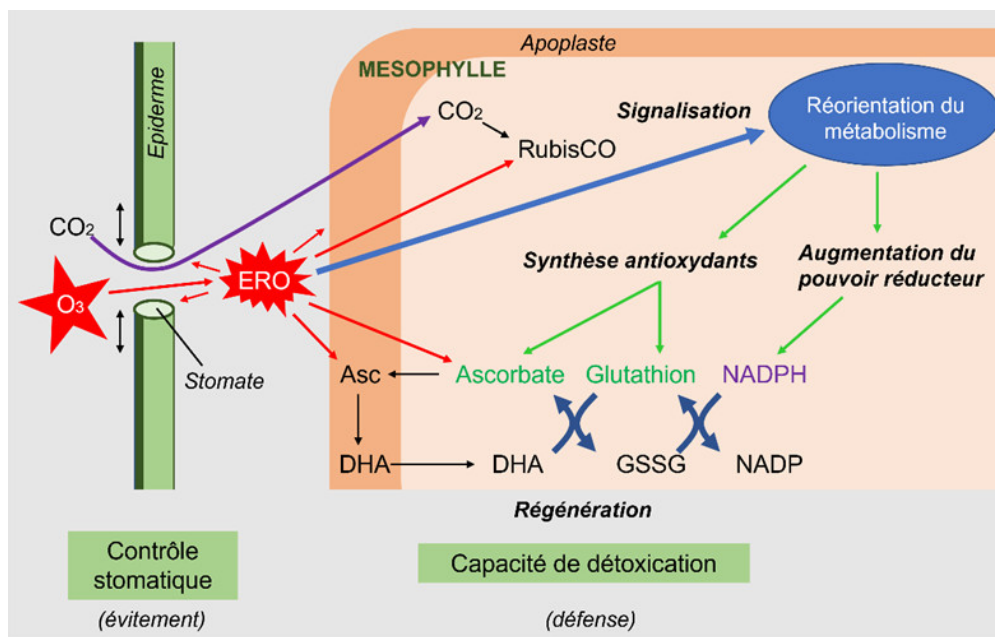 Apoplaste
MESOPHYLLE
Epiderme
CO₂
Signalisation
Réorientation du
métabolisme
RubisCO
CO₂
ERO
O₃
Synthèse antioxydants
Augmentation du
pouvoir réducteur
Stomate
Asc
Ascorbate
Glutathion
NADPH
DHA
DHA
GSSG
NADP
Régénération
Contrôle
stomatique
Capacité de détoxication
(évitement)
(défense)